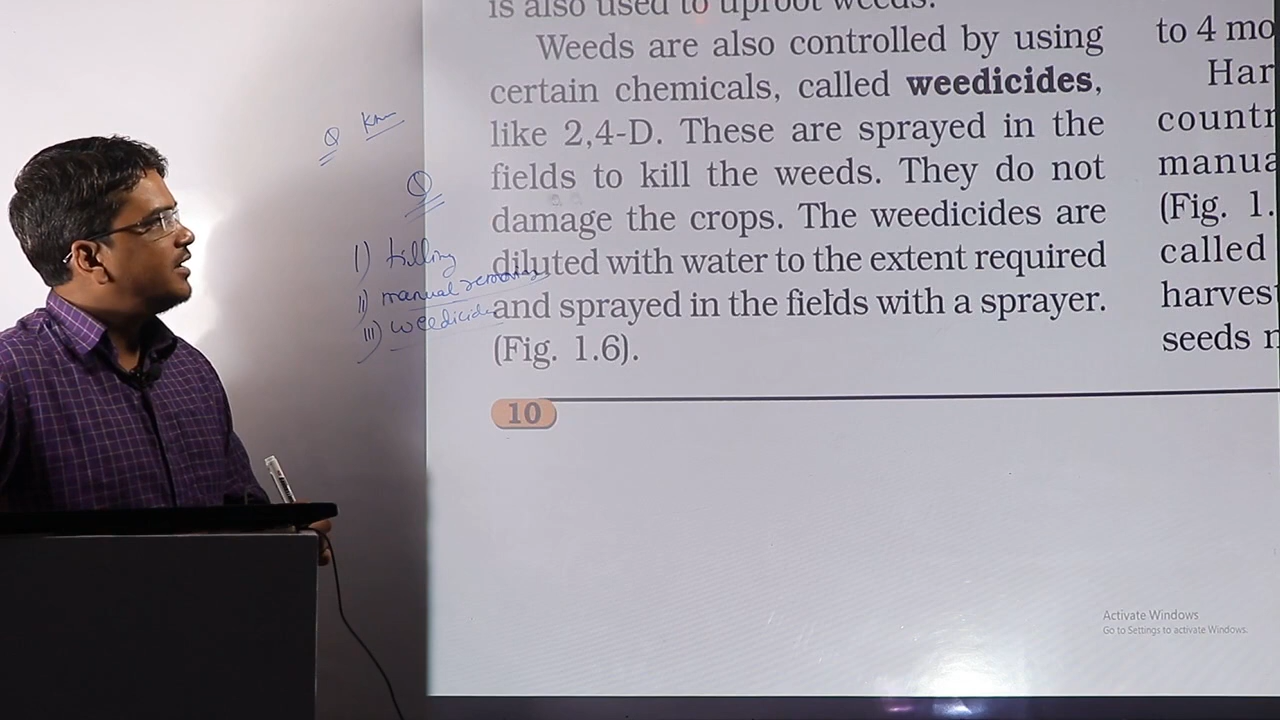 is also used to uproot weeds.
Weeds are also controlled by using
certain chemicals, called weedicides,
like 2,4-D. These are sprayed in the
fields to kill the weeds. They do not
damage the crops. The weedicides are
diluted with water to the extent required
and sprayed in the fields with a sprayer.
(Fig. 1.6).
10
to 4 mo
Har
countr
manua
(Fig. 1.
called
harves
seeds
Q
Q
I) tilling
II) manual removing
III) weedicide
Activate Windows
Go to Settings to activate Windows.